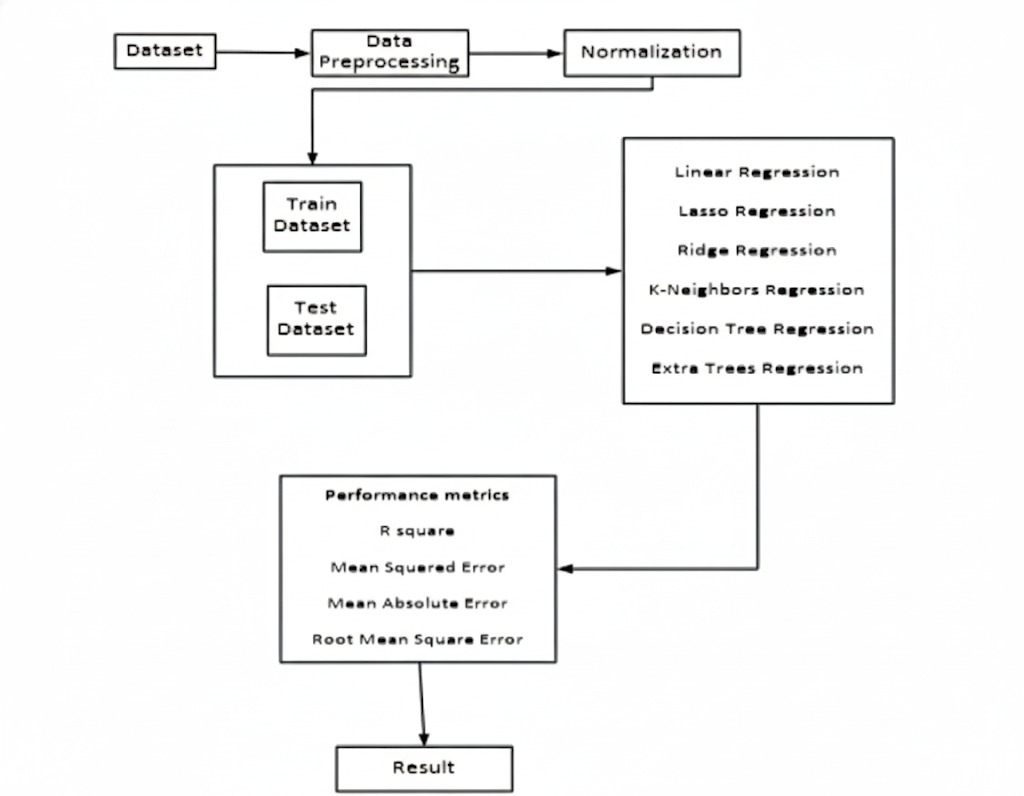 Dataset
Data
Preprocessing
Normalization
Train
Dataset
Test
Dataset
Linear Regression
Lasso Regression
Ridge Regression
K-Neighbors Regression
Decision Tree Regression
Extra Trees Regression
Performance metrics
R square
Mean Squared Error
Mean Absolute Error
Root Mean Square Error
Result